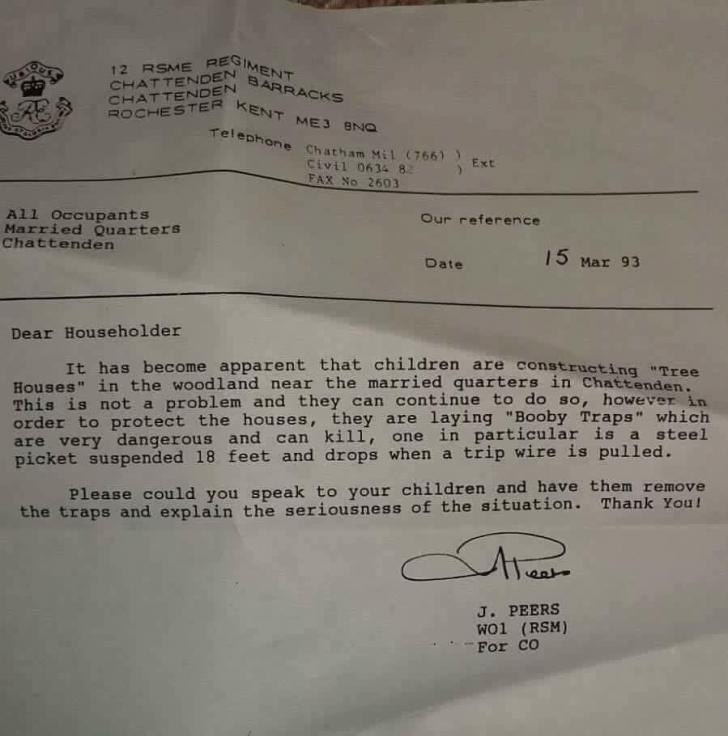 UBIQUE
12 RSME REGIMENT
CHATTENDEN BARRACKS
CHATTENDEN
ROCHESTER KENT ME3 8NQ
Telephone Chatham Mil (766) ) Ext
Civil 0634 82 )
FAX No 2603
All Occupants
Married Quarters
Chattenden
Our reference
Date 15 Mar 93
Dear Householder
It has become apparent that children are constructing "Tree
Houses" in the woodland near the married quarters in Chattenden.
This is not a problem and they can continue to do so, however in
order to protect the houses, they are laying "Booby Traps" which
are very dangerous and can kill, one in particular is a steel
picket suspended 18 feet and drops when a trip wire is pulled.
Please could you speak to your children and have them remove
the traps and explain the seriousness of the situation. Thank You!
J Peers
J. PEERS
WO1 (RSM)
For CO